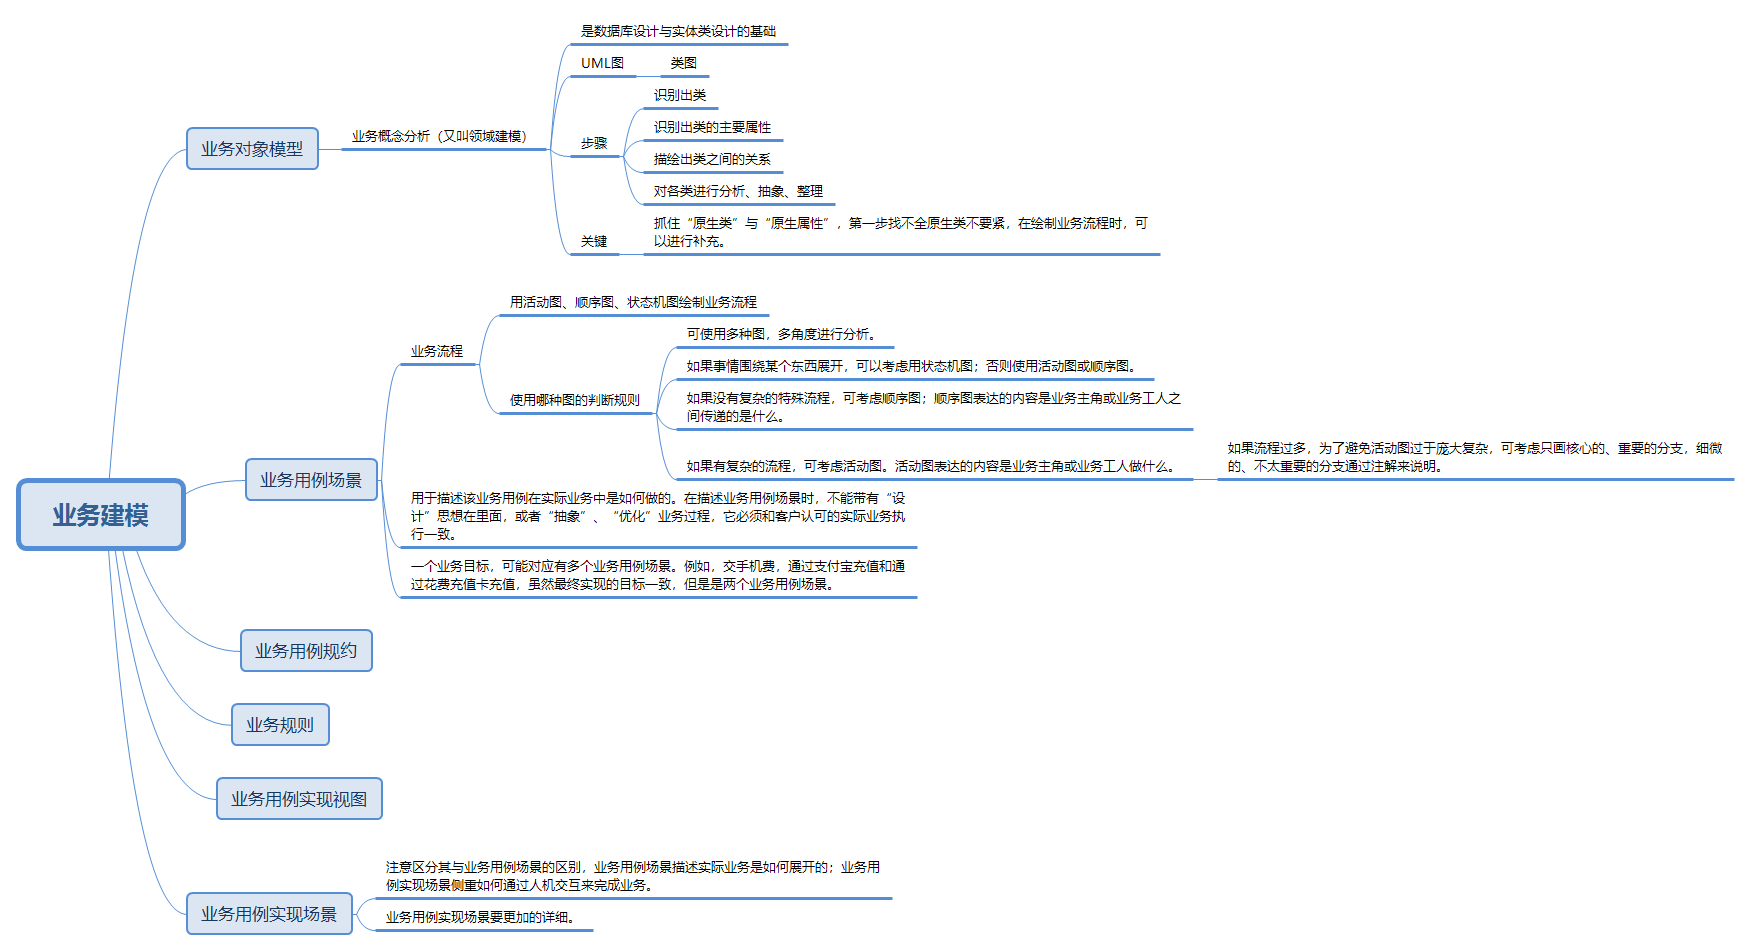 业务建模
业务对象模型
业务概念分析（又叫领域建模）
是数据库设计与实体类设计的基础
UML图
类图
步骤
识别出类
识别出类的主要属性
描绘出类之间的关系
对各类进行分析、抽象、整理
关键
抓住“原生类”与“原生属性”，第一步找不全原生类不要紧，在绘制业务流程时，可
以进行补充。
业务用例场景
业务流程
用活动图、顺序图、状态机图绘制业务流程
使用哪种图的判断规则
可使用多种图，多角度进行分析。
如果事情围绕某个东西展开，可以考虑用状态机图；否则使用活动图或顺序图。
如果没有复杂的特殊流程，可考虑顺序图；顺序图表达的内容是业务主角或业务工人之
间传递的是什么。
如果有复杂的流程，可考虑活动图。活动图表达的内容是业务主角或业务工人做什么。
如果流程过多，为了避免活动图过于庞大复杂，可考虑只画核心的、重要的分支，细微
的、不太重要的分支通过注解来说明。
用于描述该业务用例在实际业务中是如何做的。在描述业务用例场景时，不能带有“设
计”思想在里面，或者“抽象”、“优化”业务过程，它必须和客户认可的实际业务执
行一致。
一个业务目标，可能对应有多个业务用例场景。例如，交手机费，通过支付宝充值和通
过花费充值卡充值，虽然最终实现的目标一致，但是是两个业务用例场景。
业务用例规约
业务规则
业务用例实现视图
业务用例实现场景
注意区分其与业务用例场景的区别，业务用例场景描述实际业务是如何展开的；业务用
例实现场景侧重如何通过人机交互来完成业务。
业务用例实现场景要更加的详细。